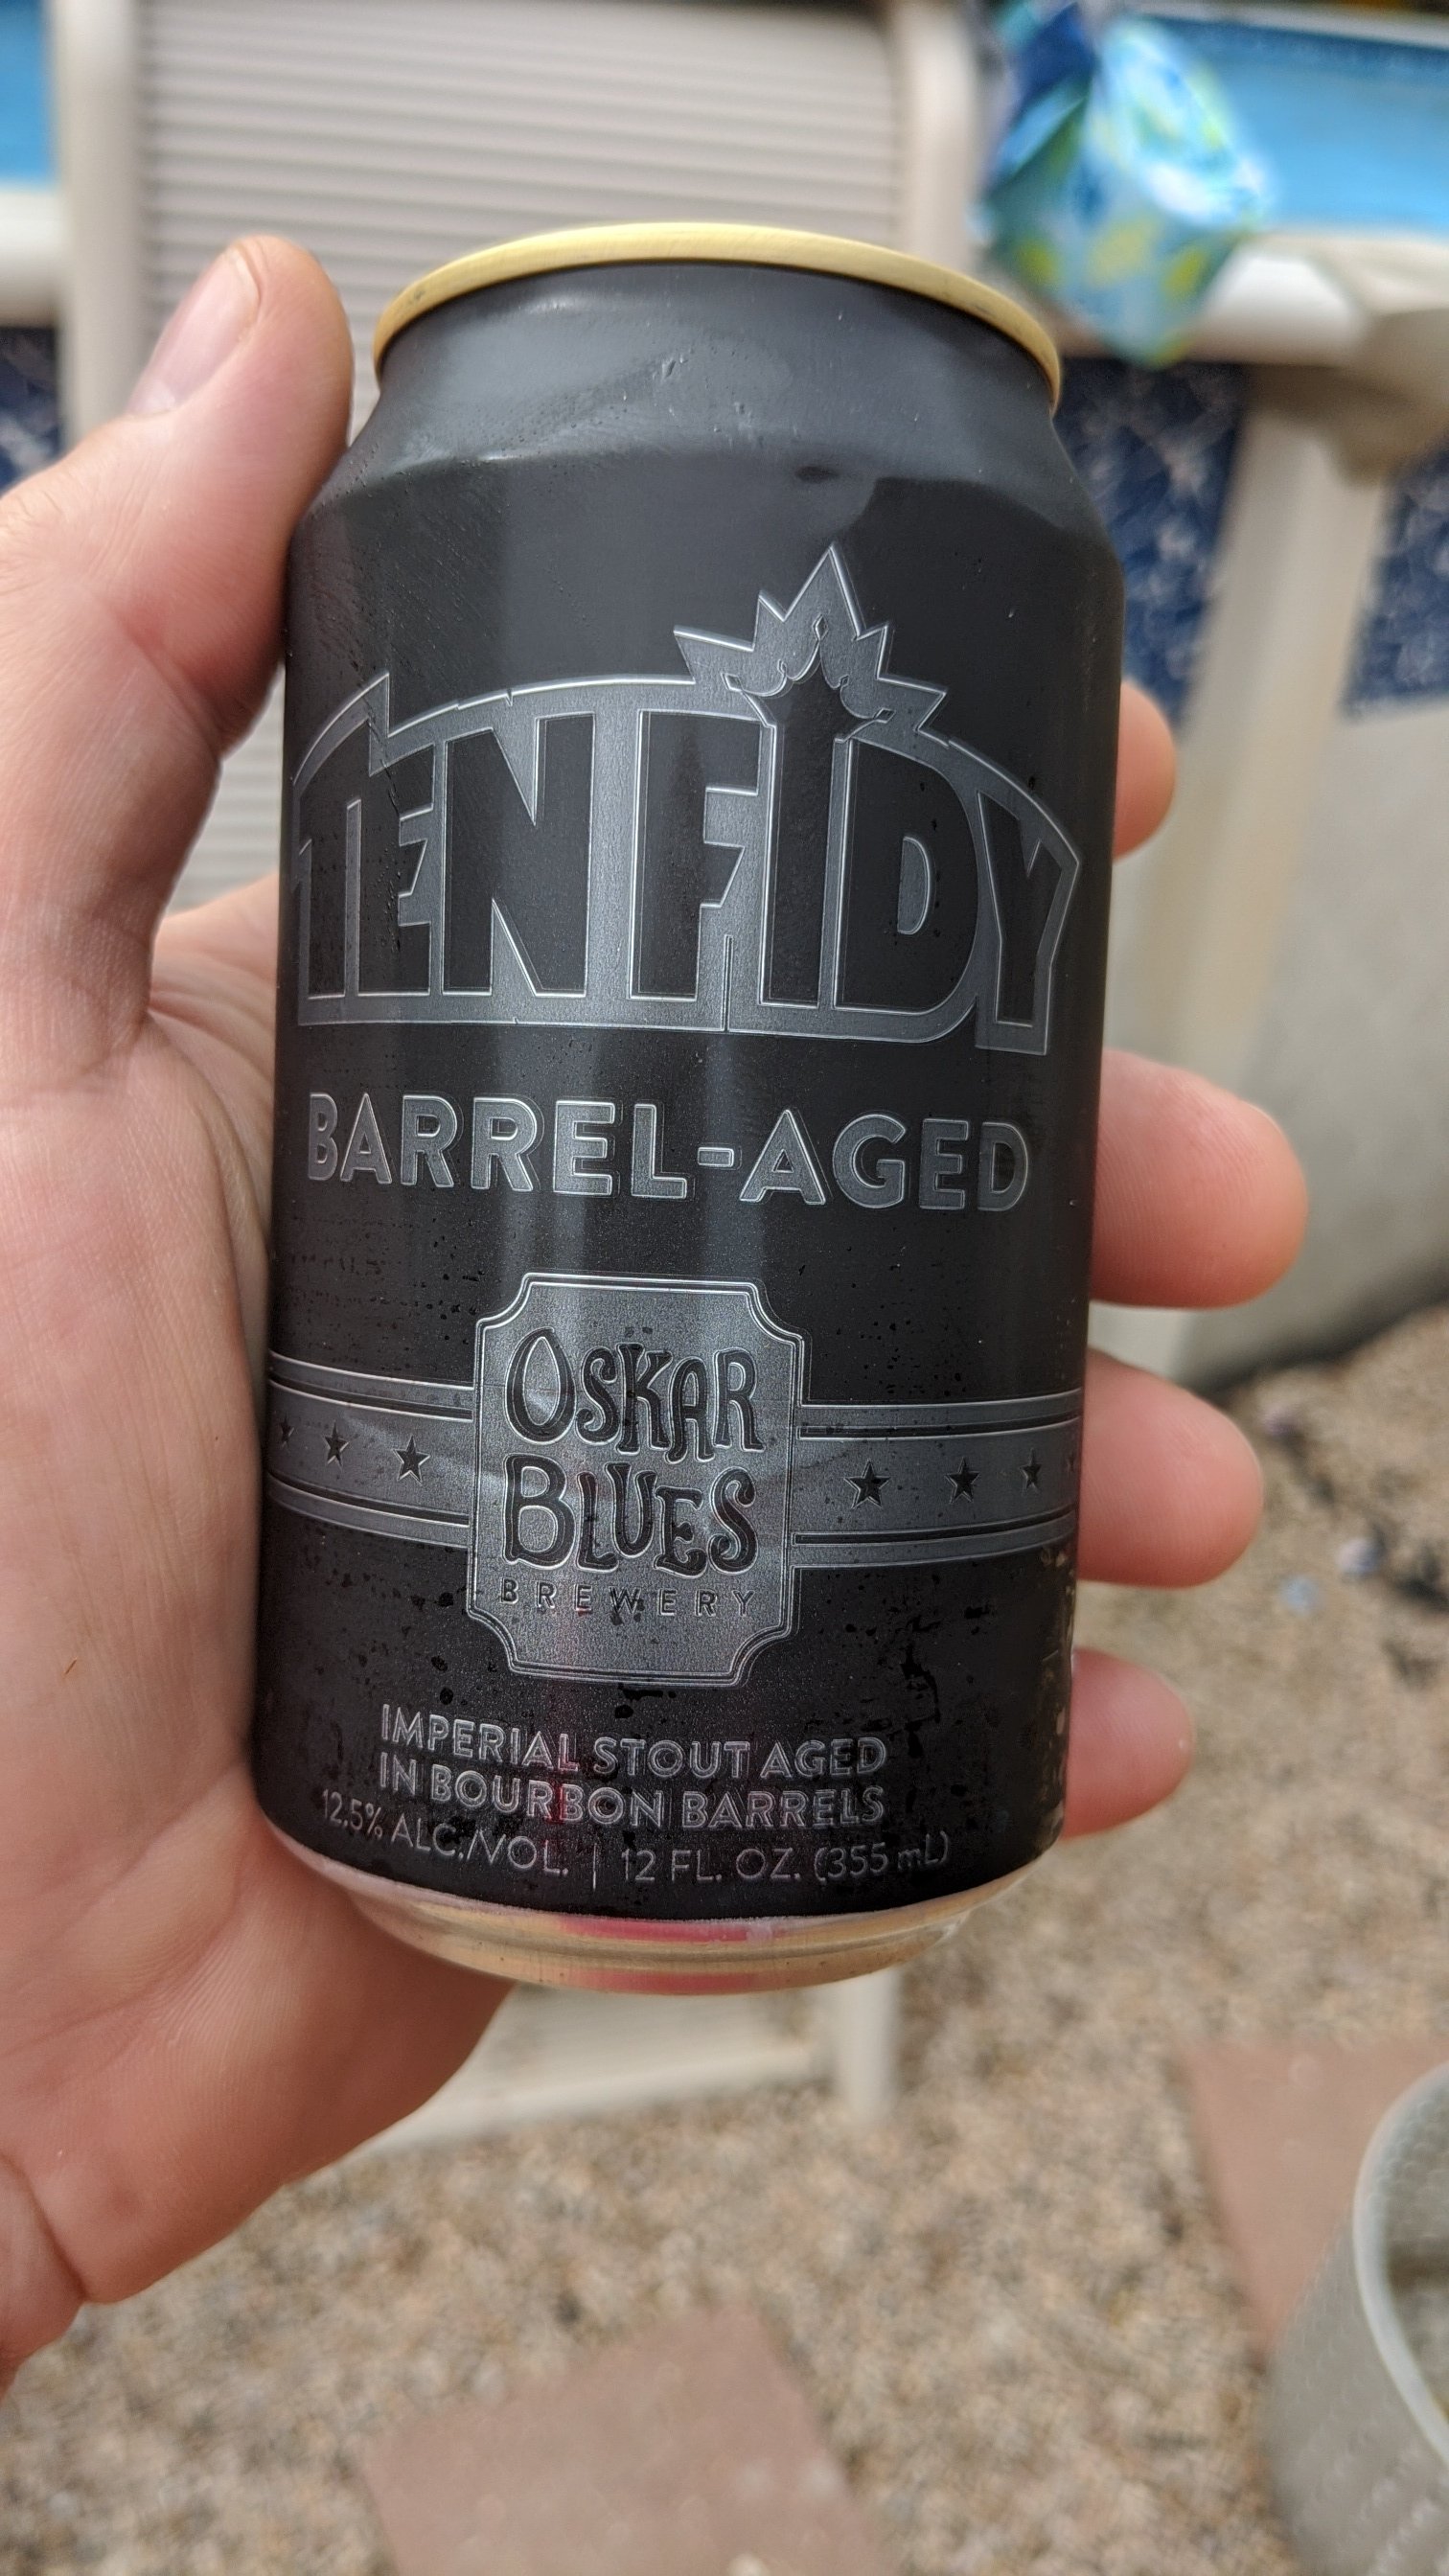 TEN FIDY
BARREL-AGED
OSKAR
BLUES
BREWERY
IMPERIAL STOUT AGED
IN BOURBON BARRELS
12.5% ALC./VOL. | 12 FL. OZ. (355 mL)